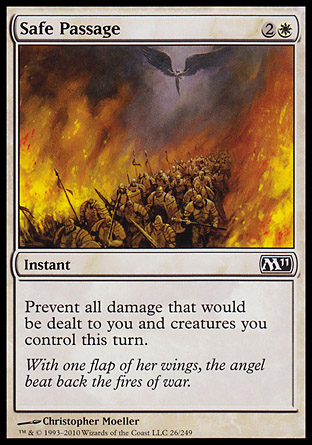 Safe Passage 2
Instant M11
Prevent all damage that would
be dealt to you and creatures you
control this turn.
With one flap of her wings, the angel
beat back the fires of war.
Christopher Moeller
™ & © 1993–2010 Wizards of the Coast LLC 26/249